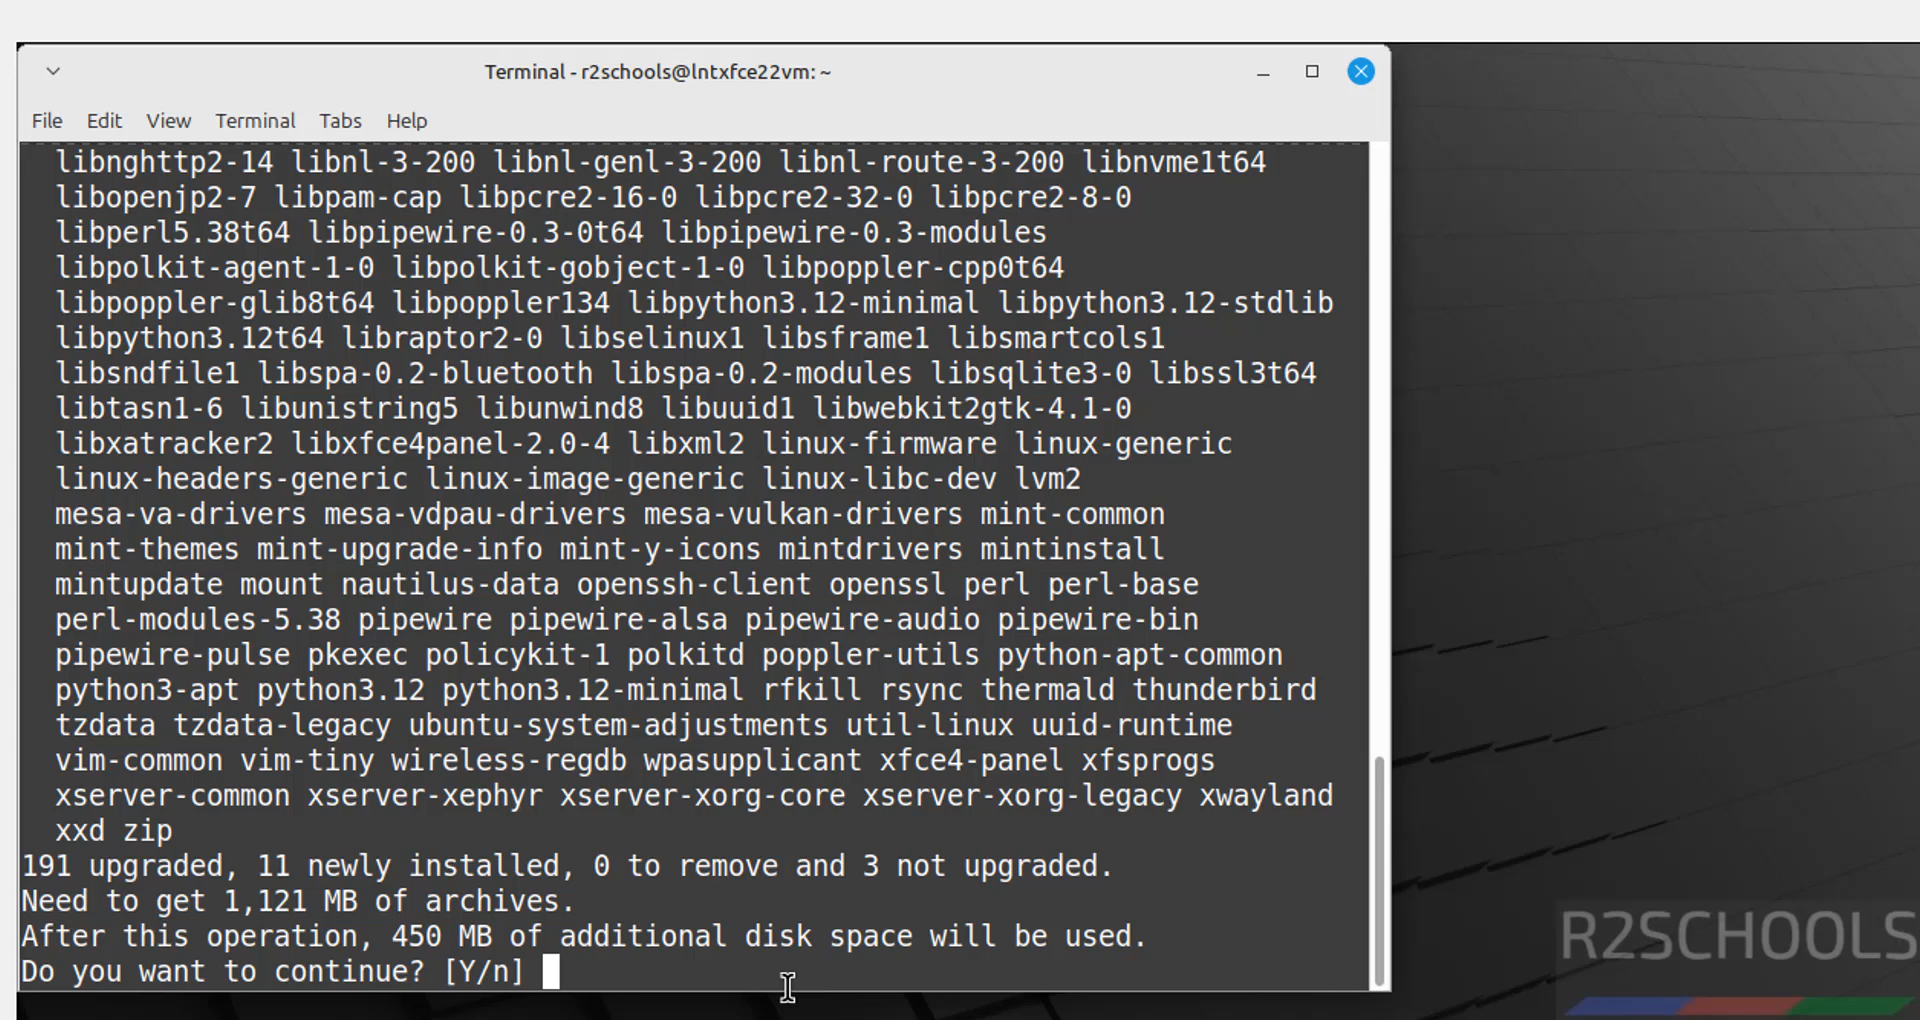 Terminal - r2schools@lntxfce22vm: ~
File Edit View Terminal Tabs Help
libnghttp2-14 libnl-3-200 libnl-genl-3-200 libnl-route-3-200 libnvme1t64
libopenjp2-7 libpam-cap libpcre2-16-0 libpcre2-32-0 libpcre2-8-0
libperl5.38t64 libpipewire-0.3-0t64 libpipewire-0.3-modules
libpolkit-agent-1-0 libpolkit-gobject-1-0 libpoppler-cpp0t64
libpoppler-glib8t64 libpoppler134 libpython3.12-minimal libpython3.12-stdlib
libpython3.12t64 libraptor2-0 libselinux1 libsframe1 libsmartcols1
libsndfile1 libspa-0.2-bluetooth libspa-0.2-modules libsqlite3-0 libssl3t64
libtasn1-6 libunistring5 libunwind8 libuuid1 libwebkit2gtk-4.1-0
libxatracker2 libxfce4panel-2.0-4 libxml2 linux-firmware linux-generic
linux-headers-generic linux-image-generic linux-libc-dev lvm2
mesa-va-drivers mesa-vdpau-drivers mesa-vulkan-drivers mint-common
mint-themes mint-upgrade-info mint-y-icons mintdrivers mintinstall
mintupdate mount nautilus-data openssh-client openssl perl perl-base
perl-modules-5.38 pipewire pipewire-alsa pipewire-audio pipewire-bin
pipewire-pulse pkexec policykit-1 polkitd poppler-utils python-apt-common
python3-apt python3.12 python3.12-minimal rfkill rsync thermald thunderbird
tzdata tzdata-legacy ubuntu-system-adjustments util-linux uuid-runtime
vim-common vim-tiny wireless-regdb wpasupplicant xfce4-panel xfsprogs
xserver-common xserver-xephyr xserver-xorg-core xserver-xorg-legacy xwayland
xxd zip
191 upgraded, 11 newly installed, 0 to remove and 3 not upgraded.
Need to get 1,121 MB of archives.
After this operation, 450 MB of additional disk space will be used.
Do you want to continue? [Y/n]
R2SCHOOLS